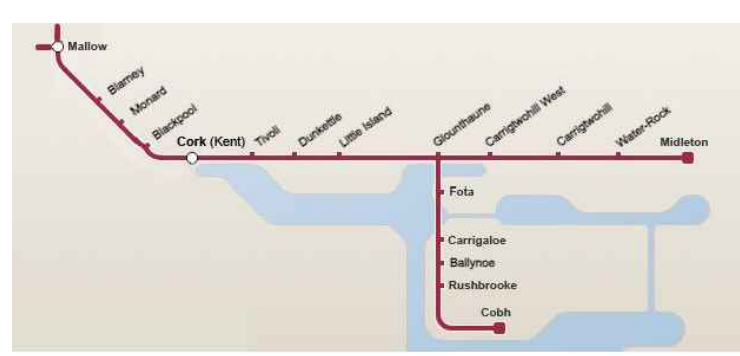 Mallow
Blarney
Monard
Blackpool
Cork (Kent)
Tivoli
Dunkettle
Little Island
Glounthaune
Carrigtwohill West
Carrigtwohill
Water-Rock
Midleton
Fota
Carrigaloe
Ballynoe
Rushbrooke
Cobh